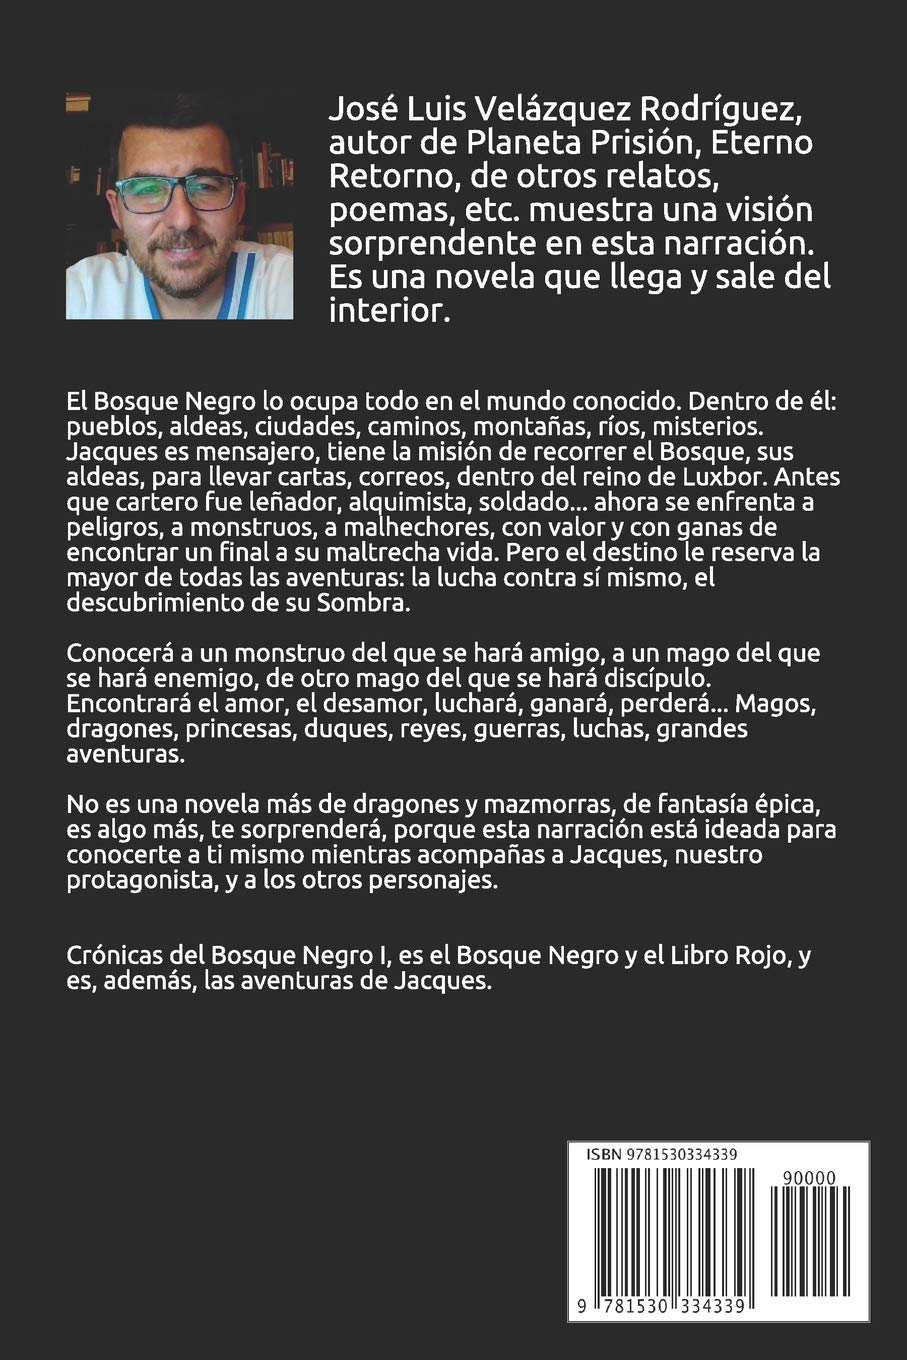 José Luis Velázquez Rodríguez,
autor de Planeta Prisión, Eterno
Retorno, de otros relatos,
poemas, etc. muestra una visión
sorprendente en esta narración.
Es una novela que llega y sale del
interior.
El Bosque Negro lo ocupa todo en el mundo conocido. Dentro de él:
pueblos, aldeas, ciudades, caminos, montañas, ríos, misterios.
Jacques es mensajero, tiene la misión de recorrer el Bosque, sus
aldeas, para llevar cartas, correos, dentro del reino de Luxbor. Antes
que cartero fue leñador, alquimista, soldado... ahora se enfrenta a
peligros, a monstruos, a malhechores, con valor y con ganas de
encontrar un final a su maltrecha vida. Pero el destino le reserva la
mayor de todas las aventuras: la lucha contra sí mismo, el
descubrimiento de su Sombra.
Conocerá a un monstruo del que se hará amigo, a un mago del que
se hará enemigo, de otro mago del que se hará discípulo.
Encontrará el amor, el desamor, luchará, ganará, perderá... Magos,
dragones, princesas, duques, reyes, guerras, luchas, grandes
aventuras.
No es una novela más de dragones y mazmorras, de fantasía épica,
es algo más, te sorprenderá, porque esta narración está ideada para
conocerte a ti mismo mientras acompañas a Jacques, nuestro
protagonista, y a los otros personajes.
Crónicas del Bosque Negro I, es el Bosque Negro y el Libro Rojo, y
es, además, las aventuras de Jacques.
ISBN 9781530334339
90000
9 781530 334339